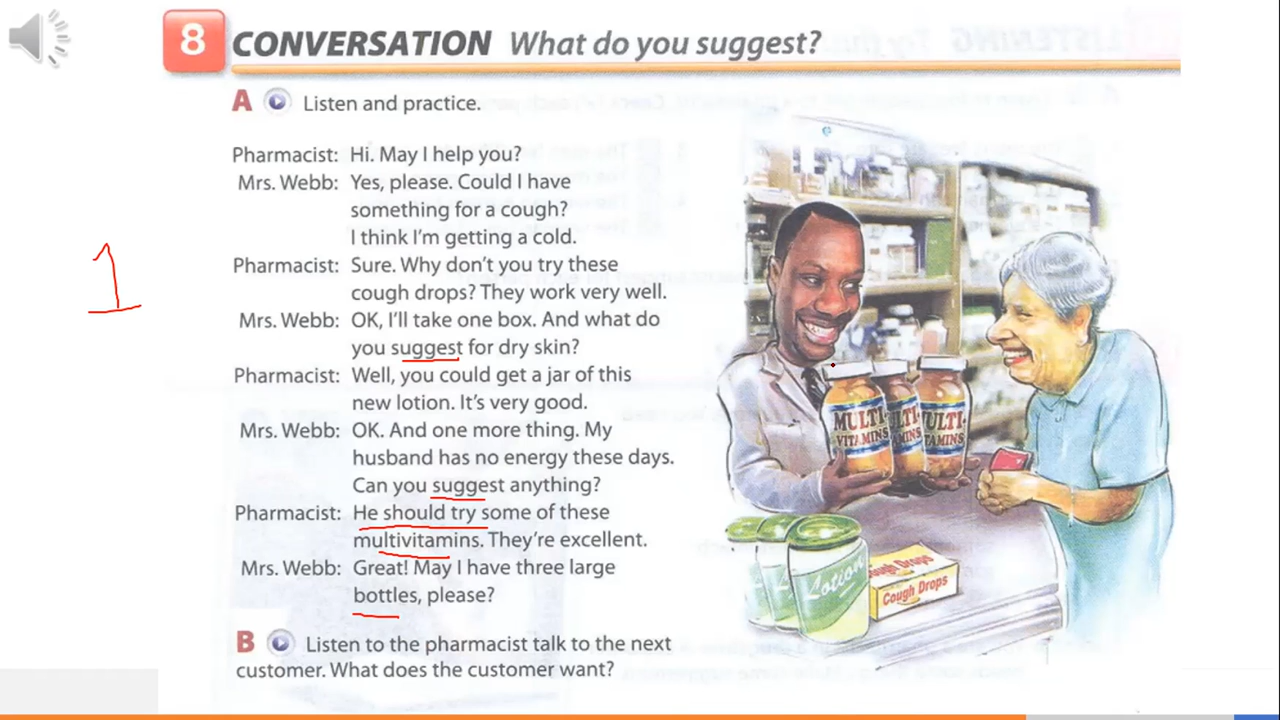 8 CONVERSATION What do you suggest?
A Listen and practice.
Pharmacist: Hi. May I help you?
Mrs. Webb: Yes, please. Could I have
something for a cough?
I think I'm getting a cold.
Pharmacist: Sure. Why don't you try these
cough drops? They work very well.
Mrs. Webb: OK, I'll take one box. And what do
you suggest for dry skin?
Pharmacist: Well, you could get a jar of this
new lotion. It's very good.
Mrs. Webb: OK. And one more thing. My
husband has no energy these days.
Can you suggest anything?
Pharmacist: He should try some of these
multivitamins. They're excellent.
Mrs. Webb: Great! May I have three large
bottles, please?
B Listen to the pharmacist talk to the next
customer. What does the customer want?
1
MULTI-
VITAMINS
ULTI-
TAMINS
Lotion
Cough Drops
Cough Drops